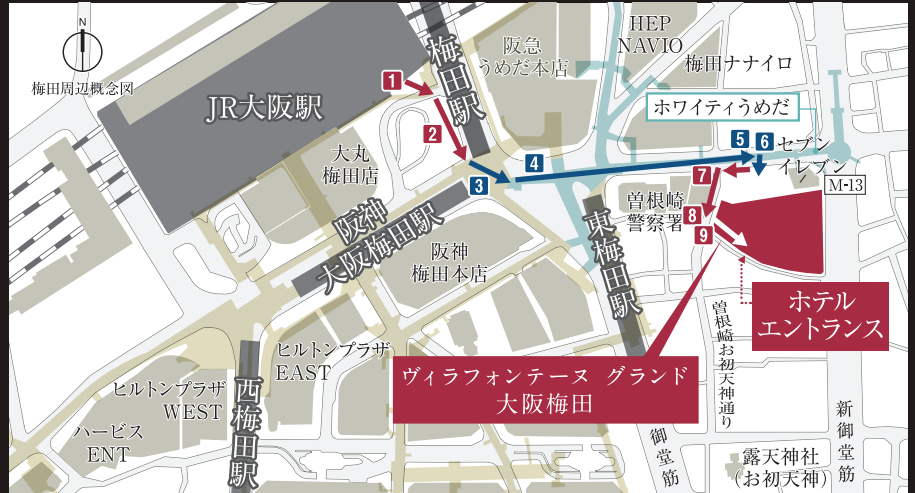 N
梅田周辺概念図
JR大阪駅
1
2
梅田駅
阪急
うめだ本店
HEP
NAVIO
梅田ナナイロ
ホワイティうめだ
大丸
梅田店
3
4
5
6
セブン
イレブン
M-13
7
8
9
曽根崎
警察署
阪神
大阪梅田駅
阪神
梅田本店
東梅田駅
ホテル
エントランス
ヴィラフォンテーヌ グランド
大阪梅田
曽根崎お初天神通り
ヒルトンプラザ
EAST
ヒルトンプラザ
WEST
西梅田駅
ハービス
ENT
御堂筋
新御堂筋
露天神社
(お初天神)